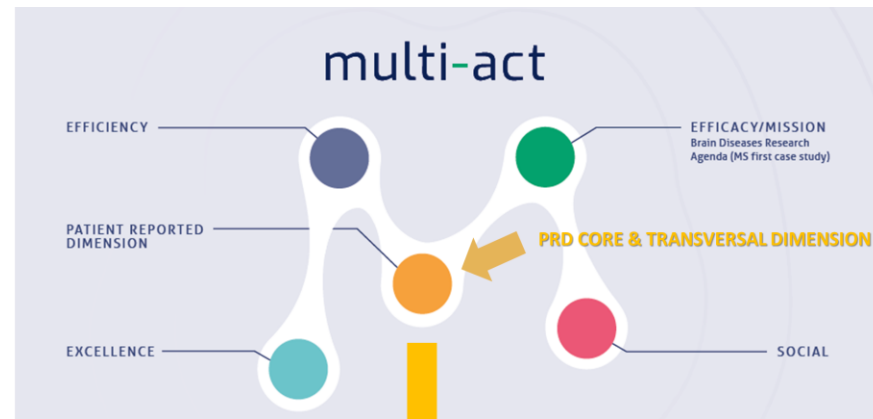 multi-act
EFFICIENCY
EFFICACY/MISSION
Brain Diseases Research
Agenda (MS first case study)
PATIENT REPORTED
DIMENSION
PRD CORE & TRANSVERSAL DIMENSION
EXCELLENCE
SOCIAL